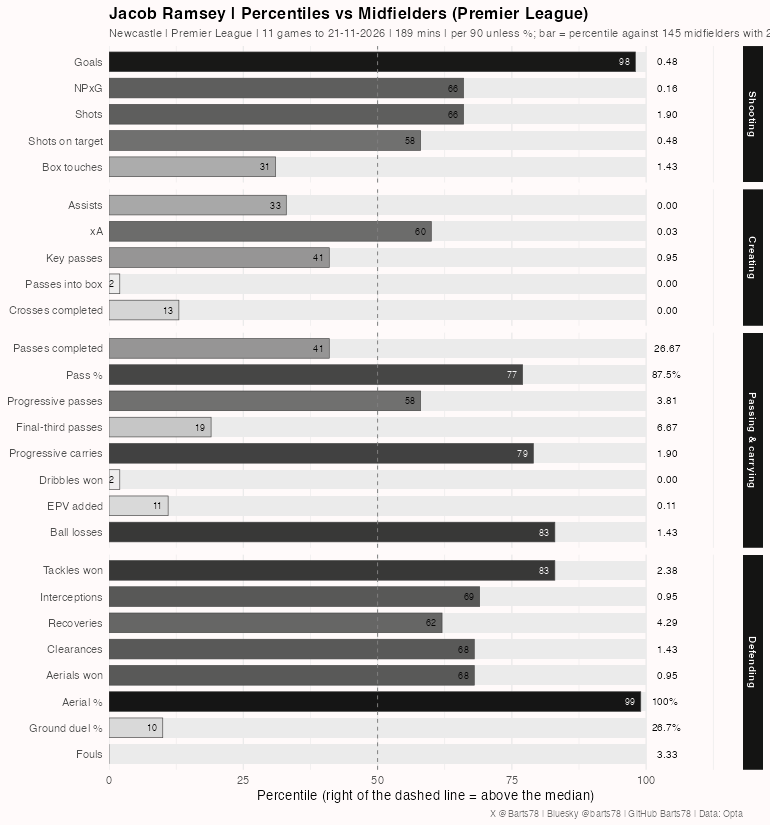 Jacob Ramsey | Percentiles vs Midfielders (Premier League)
Newcastle | Premier League | 11 games to 21-11-2026 | 189 mins | per 90 unless %; bar = percentile against 145 midfielders with 2
Goals 98 0.48
NPxG 66 0.16
Shots 66 1.90
Shots on target 58 0.48
Box touches 31 1.43
Shooting
Assists 33 0.00
xA 60 0.03
Key passes 41 0.95
Passes into box 2 0.00
Crosses completed 13 0.00
Creating
Passes completed 41 26.67
Pass % 77 87.5%
Progressive passes 58 3.81
Final-third passes 19 6.67
Progressive carries 79 1.90
Dribbles won 2 0.00
EPV added 11 0.11
Ball losses 83 1.43
Passing & carrying
Tackles won 83 2.38
Interceptions 69 0.95
Recoveries 62 4.29
Clearances 68 1.43
Aerials won 68 0.95
Aerial % 99 100%
Ground duel % 10 26.7%
Fouls 3.33
Defending
0 25 50 75 100
Percentile (right of the dashed line = above the median)
X @Barts78 | Bluesky @barts78 | GitHub Barts78 | Data: Opta